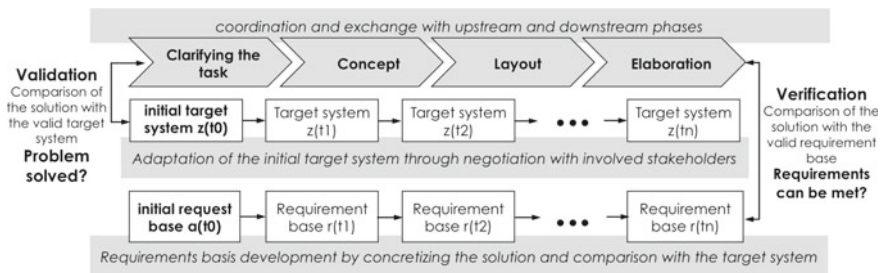 coordination and exchange with upstream and downstream phases
Clarifying the
task
Concept
Layout
Elaboration
Validation
Comparison of
the solution with
the valid target
system
Problem
solved?
initial target
system z(t0)
Target system
z(t1)
Target system
z(t2)
Target system
z(tn)
Adaptation of the initial target system through negotiation with involved stakeholders
Verification
Comparison of the
solution with the
valid requirement
base
Requirements
can be met?
initial request
base a(t0)
Requirement
base r(t1)
Requirement
base r(t2)
Requirement
base r(tn)
Requirements basis development by concretizing the solution and comparison with the target system